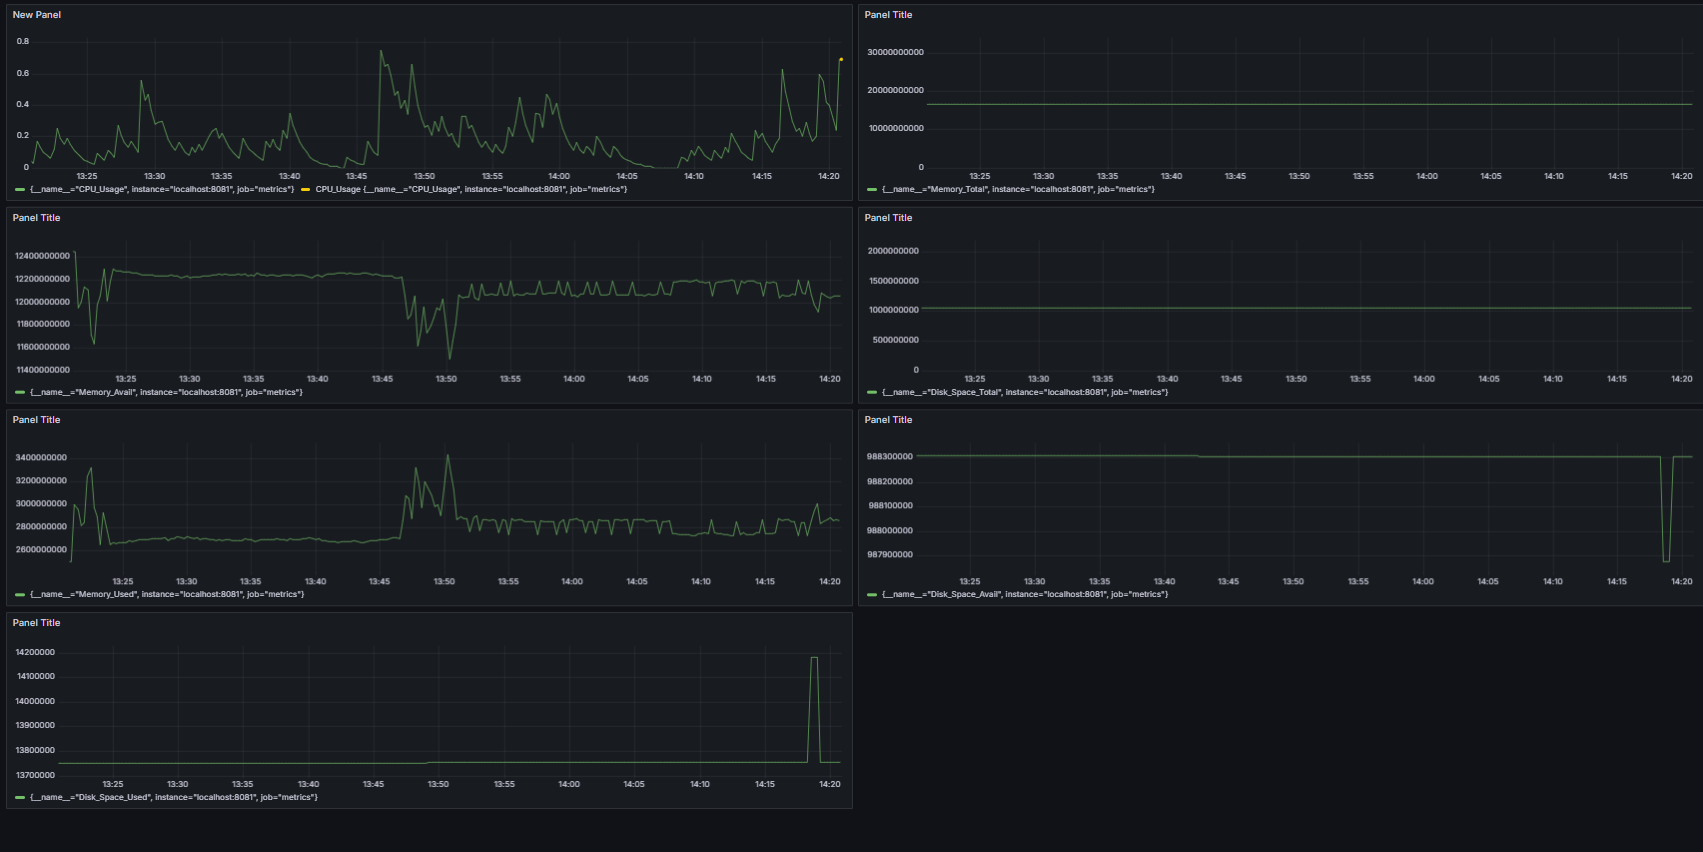 New Panel
0.8
0.6
0.4
0.2
0
13:25 13:30 13:35 13:40 13:45 13:50 13:55 14:00 14:05 14:10 14:15 14:20
{__name__="CPU_Usage", instance="localhost:8081", job="metrics"} CPU_Usage {__name__="CPU_Usage", instance="localhost:8081", job="metrics"}
Panel Title
30000000000
20000000000
10000000000
0
13:25 13:30 13:35 13:40 13:45 13:50 13:55 14:00 14:05 14:10 14:15 14:20
{__name__="Memory_Total", instance="localhost:8081", job="metrics"}
Panel Title
12400000000
12200000000
12000000000
11800000000
11600000000
11400000000
13:25 13:30 13:35 13:40 13:45 13:50 13:55 14:00 14:05 14:10 14:15 14:20
{__name__="Memory_Avail", instance="localhost:8081", job="metrics"}
Panel Title
2000000000
1500000000
1000000000
500000000
0
13:25 13:30 13:35 13:40 13:45 13:50 13:55 14:00 14:05 14:10 14:15 14:20
{__name__="Disk_Space_Total", instance="localhost:8081", job="metrics"}
Panel Title
3400000000
3200000000
3000000000
2800000000
2600000000
13:25 13:30 13:35 13:40 13:45 13:50 13:55 14:00 14:05 14:10 14:15 14:20
{__name__="Memory_Used", instance="localhost:8081", job="metrics"}
Panel Title
988300000
988200000
988100000
988000000
987900000
13:25 13:30 13:35 13:40 13:45 13:50 13:55 14:00 14:05 14:10 14:15 14:20
{__name__="Disk_Space_Avail", instance="localhost:8081", job="metrics"}
Panel Title
14200000
14100000
14000000
13900000
13800000
13700000
13:25 13:30 13:35 13:40 13:45 13:50 13:55 14:00 14:05 14:10 14:15 14:20
{__name__="Disk_Space_Used", instance="localhost:8081", job="metrics"}